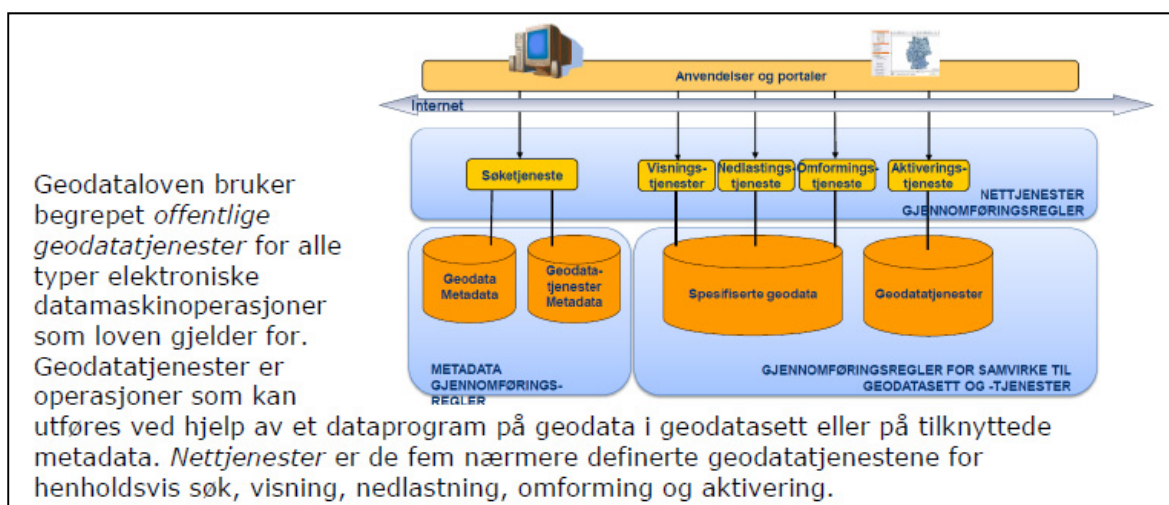 Anvendelser og portaler
Internet
Søketjeneste
Visnings-
tjenester
Nedlastings-
tjeneste
Omformings-
tjeneste
Aktiverings-
tjeneste
NETTJENESTER
GJENNOMFØRINGSREGLER
Geodata
Metadata
Geodata-
tjenester
Metadata
Spesifiserte geodata
Geodatatjenester
METADATA
GJENNOMFØRINGS-
REGLER
GJENNOMFØRINGSREGLER FOR SAMVIRKE TIL
GEODATASETT OG -TJENESTER
Geodataloven bruker
begrepet offentlige
geodatatjenester for alle
typer elektroniske
datamaskinoperasjoner
som loven gjelder for.
Geodatatjenester er
operasjoner som kan
utføres ved hjelp av et dataprogram på geodata i geodatasett eller på tilknyttede
metadata. Nettjenester er de fem nærmere definerte geodatatjenestene for
henholdsvis søk, visning, nedlastning, omforming og aktivering.